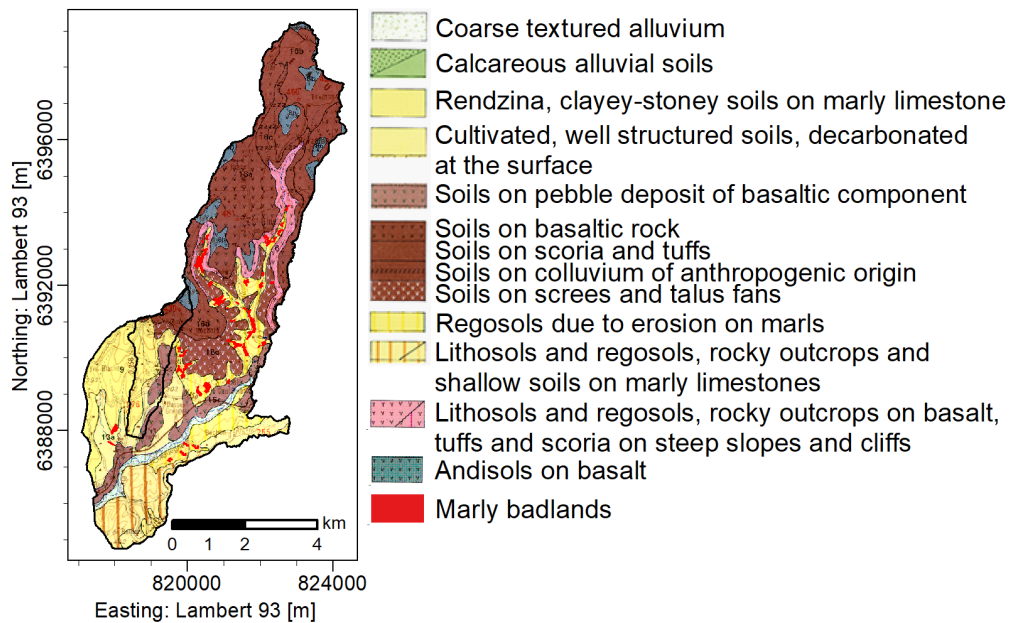 Coarse textured alluvium
Calcareous alluvial soils
Rendzina, clayey-stoney soils on marly limestone
Cultivated, well structured soils, decarbonated
at the surface
Soils on pebble deposit of basaltic component
Soils on basaltic rock
Soils on scoria and tuffs
Soils on colluvium of anthropogenic origin
Soils on screes and talus fans
Regosols due to erosion on marls
Lithosols and regosols, rocky outcrops and
shallow soils on marly limestones
Lithosols and regosols, rocky outcrops on basalt,
tuffs and scoria on steep slopes and cliffs
Andisols on basalt
Marly badlands
Northing: Lambert 93 [m]
6396000
6392000
6388000
km
0 1 2 4
820000 824000
Easting: Lambert 93 [m]